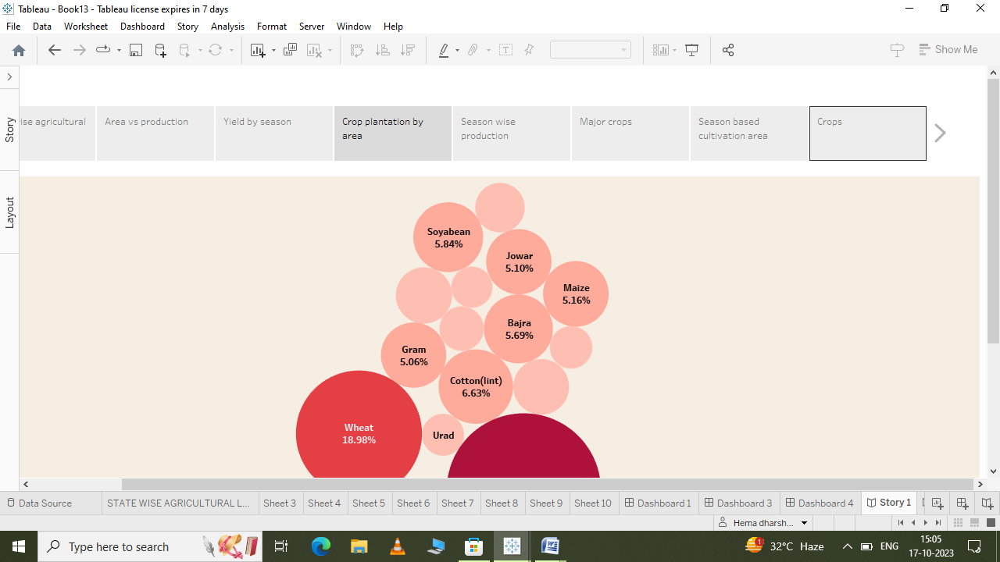 Tableau - Book13 - Tableau license expires in 7 days
File Data Worksheet Dashboard Story Analysis Format Server Window Help
Show Me
Story
Layout
ise agricultural
Area vs production
Yield by season
Crop plantation by
area
Season wise
production
Major crops
Season based
cultivation area
Crops
Soyabean
5.84%
Jowar
5.10%
Maize
5.16%
Bajra
5.69%
Gram
5.06%
Cotton(lint)
6.63%
Wheat
18.98%
Urad
Data Source STATE WISE AGRICULTURAL L... Sheet 3 Sheet 4 Sheet 5 Sheet 6 Sheet 7 Sheet 8 Sheet 9 Sheet 10 Dashboard 1 Dashboard 3 Dashboard 4 Story 1
Hema dharsh...
Type here to search
1
32°C Haze
ENG
15:05
17-10-2023